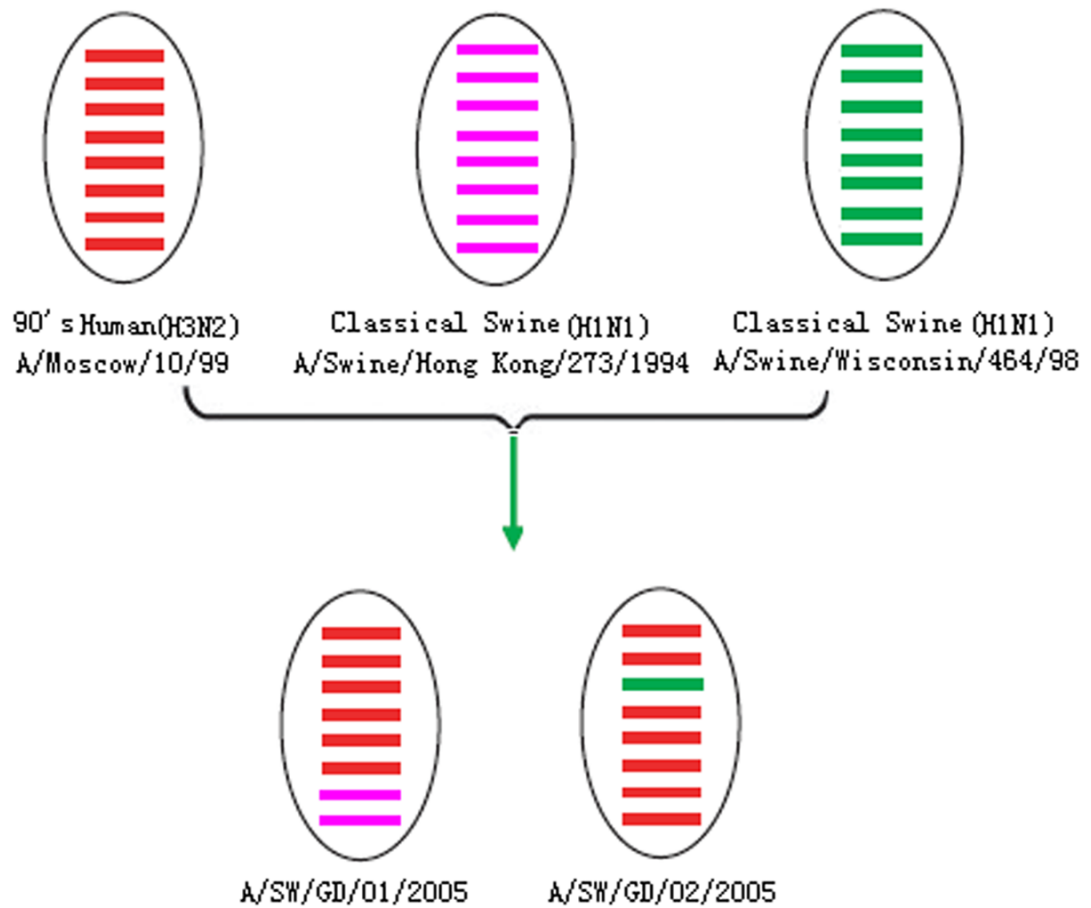 90's Human(H3N2)
A/Moscow/10/99
Classical Swine(H1N1)
A/Swine/Hong Kong/273/1994
Classical Swine(H1N1)
A/Swine/Wisconsin/464/98
A/SW/GD/01/2005
A/SW/GD/02/2005